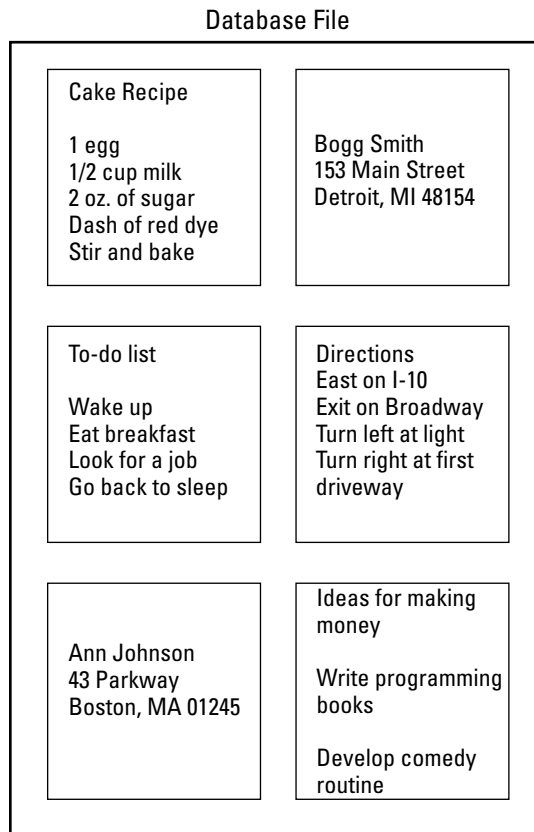 Database File
Cake Recipe
1 egg
1/2 cup milk
2 oz. of sugar
Dash of red dye
Stir and bake
Bogg Smith
153 Main Street
Detroit, MI 48154
To-do list
Wake up
Eat breakfast
Look for a job
Go back to sleep
Directions
East on I-10
Exit on Broadway
Turn left at light
Turn right at first
driveway
Ann Johnson
43 Parkway
Boston, MA 01245
Ideas for making
money
Write programming
books
Develop comedy
routine